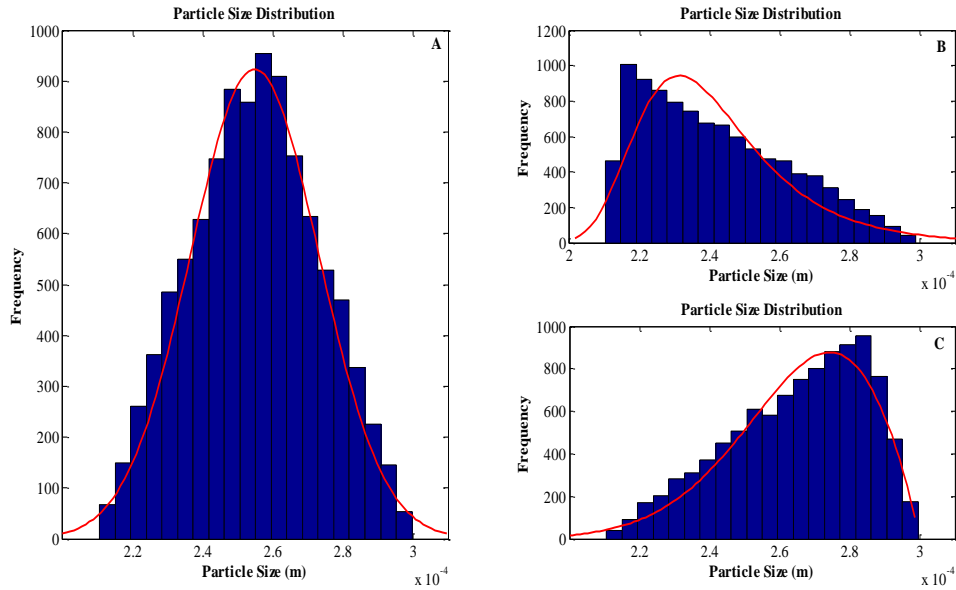 Particle Size Distribution
A
1000
900
800
700
600
500
400
300
200
100
0
Frequency
2.2
2.4
2.6
2.8
3
Particle Size (m)
x 10^-4
Particle Size Distribution
B
1200
1000
800
600
400
200
0
Frequency
2
2.2
2.4
2.6
2.8
3
Particle Size (m)
x 10^-4
Particle Size Distribution
C
1000
800
600
400
200
0
Frequency
2
2.2
2.4
2.6
2.8
3
Particle Size (m)
x 10^-4